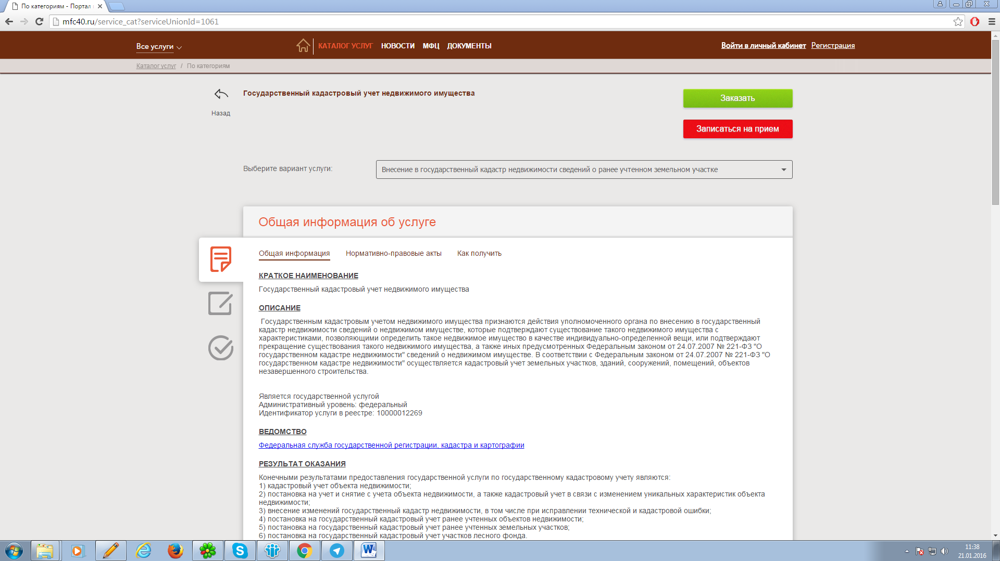 По категориям - Портал
mfc40.ru/service_cat?serviceUnionId=1061
Все услуги
КАТАЛОГ УСЛУГ НОВОСТИ МФЦ ДОКУМЕНТЫ
Войти в личный кабинет Регистрация
Каталог услуг / По категориям
Назад
Государственный кадастровый учет недвижимого имущества
Заказать
Записаться на прием
Выберите вариант услуги:
Внесение в государственный кадастр недвижимости сведений о ранее учтенном земельном участке
Общая информация об услуге
Общая информация Нормативно-правовые акты Как получить
КРАТКОЕ НАИМЕНОВАНИЕ
Государственный кадастровый учет недвижимого имущества
ОПИСАНИЕ
Государственным кадастровым учетом недвижимого имущества признаются действия уполномоченного органа по внесению в государственный
кадастр недвижимости сведений о недвижимом имуществе, которые подтверждают существование такого недвижимого имущества с
характеристиками, позволяющими определить такое недвижимое имущество в качестве индивидуально-определенной вещи, или подтверждают
прекращение существования такого недвижимого имущества, а также иных предусмотренных Федеральным законом от 24.07.2007 № 221-ФЗ "О
государственном кадастре недвижимости" сведений о недвижимом имуществе. В соответствии с Федеральным законом от 24.07.2007 № 221-ФЗ "О
государственном кадастре недвижимости" осуществляется кадастровый учет земельных участков, зданий, сооружений, помещений, объектов
незавершенного строительства.
Является государственной услугой
Административный уровень: федеральный
Идентификатор услуги в реестре: 10000012269
ВЕДОМСТВО
Федеральная служба государственной регистрации, кадастра и картографии
РЕЗУЛЬТАТ ОКАЗАНИЯ
Конечными результатами предоставления государственной услуги по государственному кадастровому учету являются:
1) кадастровый учет объекта недвижимости;
2) постановка на учет и снятие с учета объекта недвижимости, а также кадастровый учет в связи с изменением уникальных характеристик объекта
недвижимости;
3) внесение изменений государственный кадастр недвижимости, в том числе при исправлении технической и кадастровой ошибки;
4) постановка на государственный кадастровый учет ранее учтенных объектов недвижимости;
5) постановка на государственный кадастровый учет ранее учтенных земельных участков;
6) постановка на государственный кадастровый учет участков лесного фонда.
11:38
21.01.2016